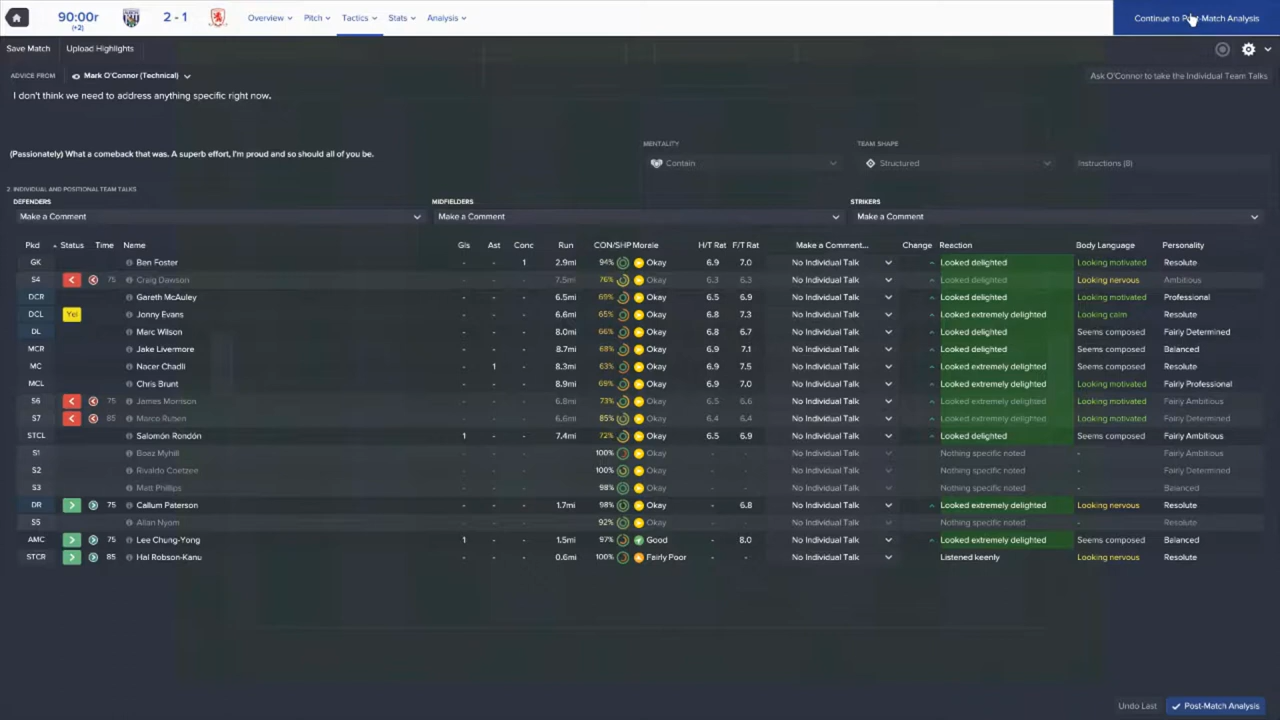 90:00r (+2) 2 - 1 Overview Pitch Tactics Stats Analysis Continue to Post-Match Analysis
Save Match Upload Highlights
ADVICE FROM Mark O'Connor (Technical) Ask O'Connor to take the Individual Team Talks
I don't think we need to address anything specific right now.
MENTALITY TEAM SHAPE
(Passionately) What a comeback that was. A superb effort, I'm proud and so should all of you be. Contain Structured Instructions (8)
2. INDIVIDUAL AND POSITIONAL TEAM TALKS
DEFENDERS MIDFIELDERS STRIKERS
Make a Comment Make a Comment Make a Comment
Pkd Status Time Name Gls Ast Conc Run CON/SHP Morale H/T Rat F/T Rat Make a Comment... Change Reaction Body Language Personality
GK Ben Foster - - 1 2.9mi 94% Okay 6.9 7.0 No Individual Talk Looked delighted Looking motivated Resolute
S4 75 Craig Dawson - - - 7.5mi 76% Okay 6.3 6.3 No Individual Talk Looked delighted Looking nervous Ambitious
DCR Gareth McAuley - - - 6.5mi 69% Okay 6.5 6.9 No Individual Talk Looked delighted Looking motivated Professional
DCL Yel Jonny Evans - - - 6.6mi 65% Okay 6.8 7.3 No Individual Talk Looked extremely delighted Looking calm Resolute
DL Marc Wilson - - - 8.0mi 66% Okay 6.8 6.7 No Individual Talk Looked delighted Seems composed Fairly Determined
MCR Jake Livermore - - - 8.7mi 68% Okay 6.9 7.1 No Individual Talk Looked delighted Seems composed Balanced
MC Nacer Chadli - 1 - 8.3mi 63% Okay 6.9 7.5 No Individual Talk Looked extremely delighted Seems composed Resolute
MCL Chris Brunt - - - 8.9mi 69% Okay 6.9 7.0 No Individual Talk Looked extremely delighted Looking motivated Fairly Professional
S6 75 James Morrison - - - 6.8mi 73% Okay 6.5 6.6 No Individual Talk Looked extremely delighted Looking motivated Fairly Ambitious
S7 85 Marco Ruben - - - 6.6mi 85% Okay 6.4 6.4 No Individual Talk Looked extremely delighted Looking motivated Fairly Determined
STCL Salomón Rondón 1 - - 7.4mi 72% Okay 6.5 6.9 No Individual Talk Looked delighted Seems composed Fairly Ambitious
S1 Boaz Myhill - - - 100% Okay - - No Individual Talk Nothing specific noted - Fairly Ambitious
S2 Rivaldo Coetzee - - - 100% Okay - - No Individual Talk Nothing specific noted - Fairly Determined
S3 Matt Phillips - - - 98% Okay - - No Individual Talk Nothing specific noted - Balanced
DR 75 Callum Paterson - - - 1.7mi 98% Okay - 6.8 No Individual Talk Looked extremely delighted Looking nervous Resolute
S5 Allan Nyom - - - 92% Okay - - No Individual Talk Nothing specific noted - Resolute
AMC 75 Lee Chung-Yong 1 - - 1.5mi 97% Good - 8.0 No Individual Talk Looked extremely delighted Seems composed Balanced
STCR 85 Hal Robson-Kanu - - - 0.6mi 100% Fairly Poor - - No Individual Talk Listened keenly Looking nervous Resolute
Undo Last Post-Match Analysis